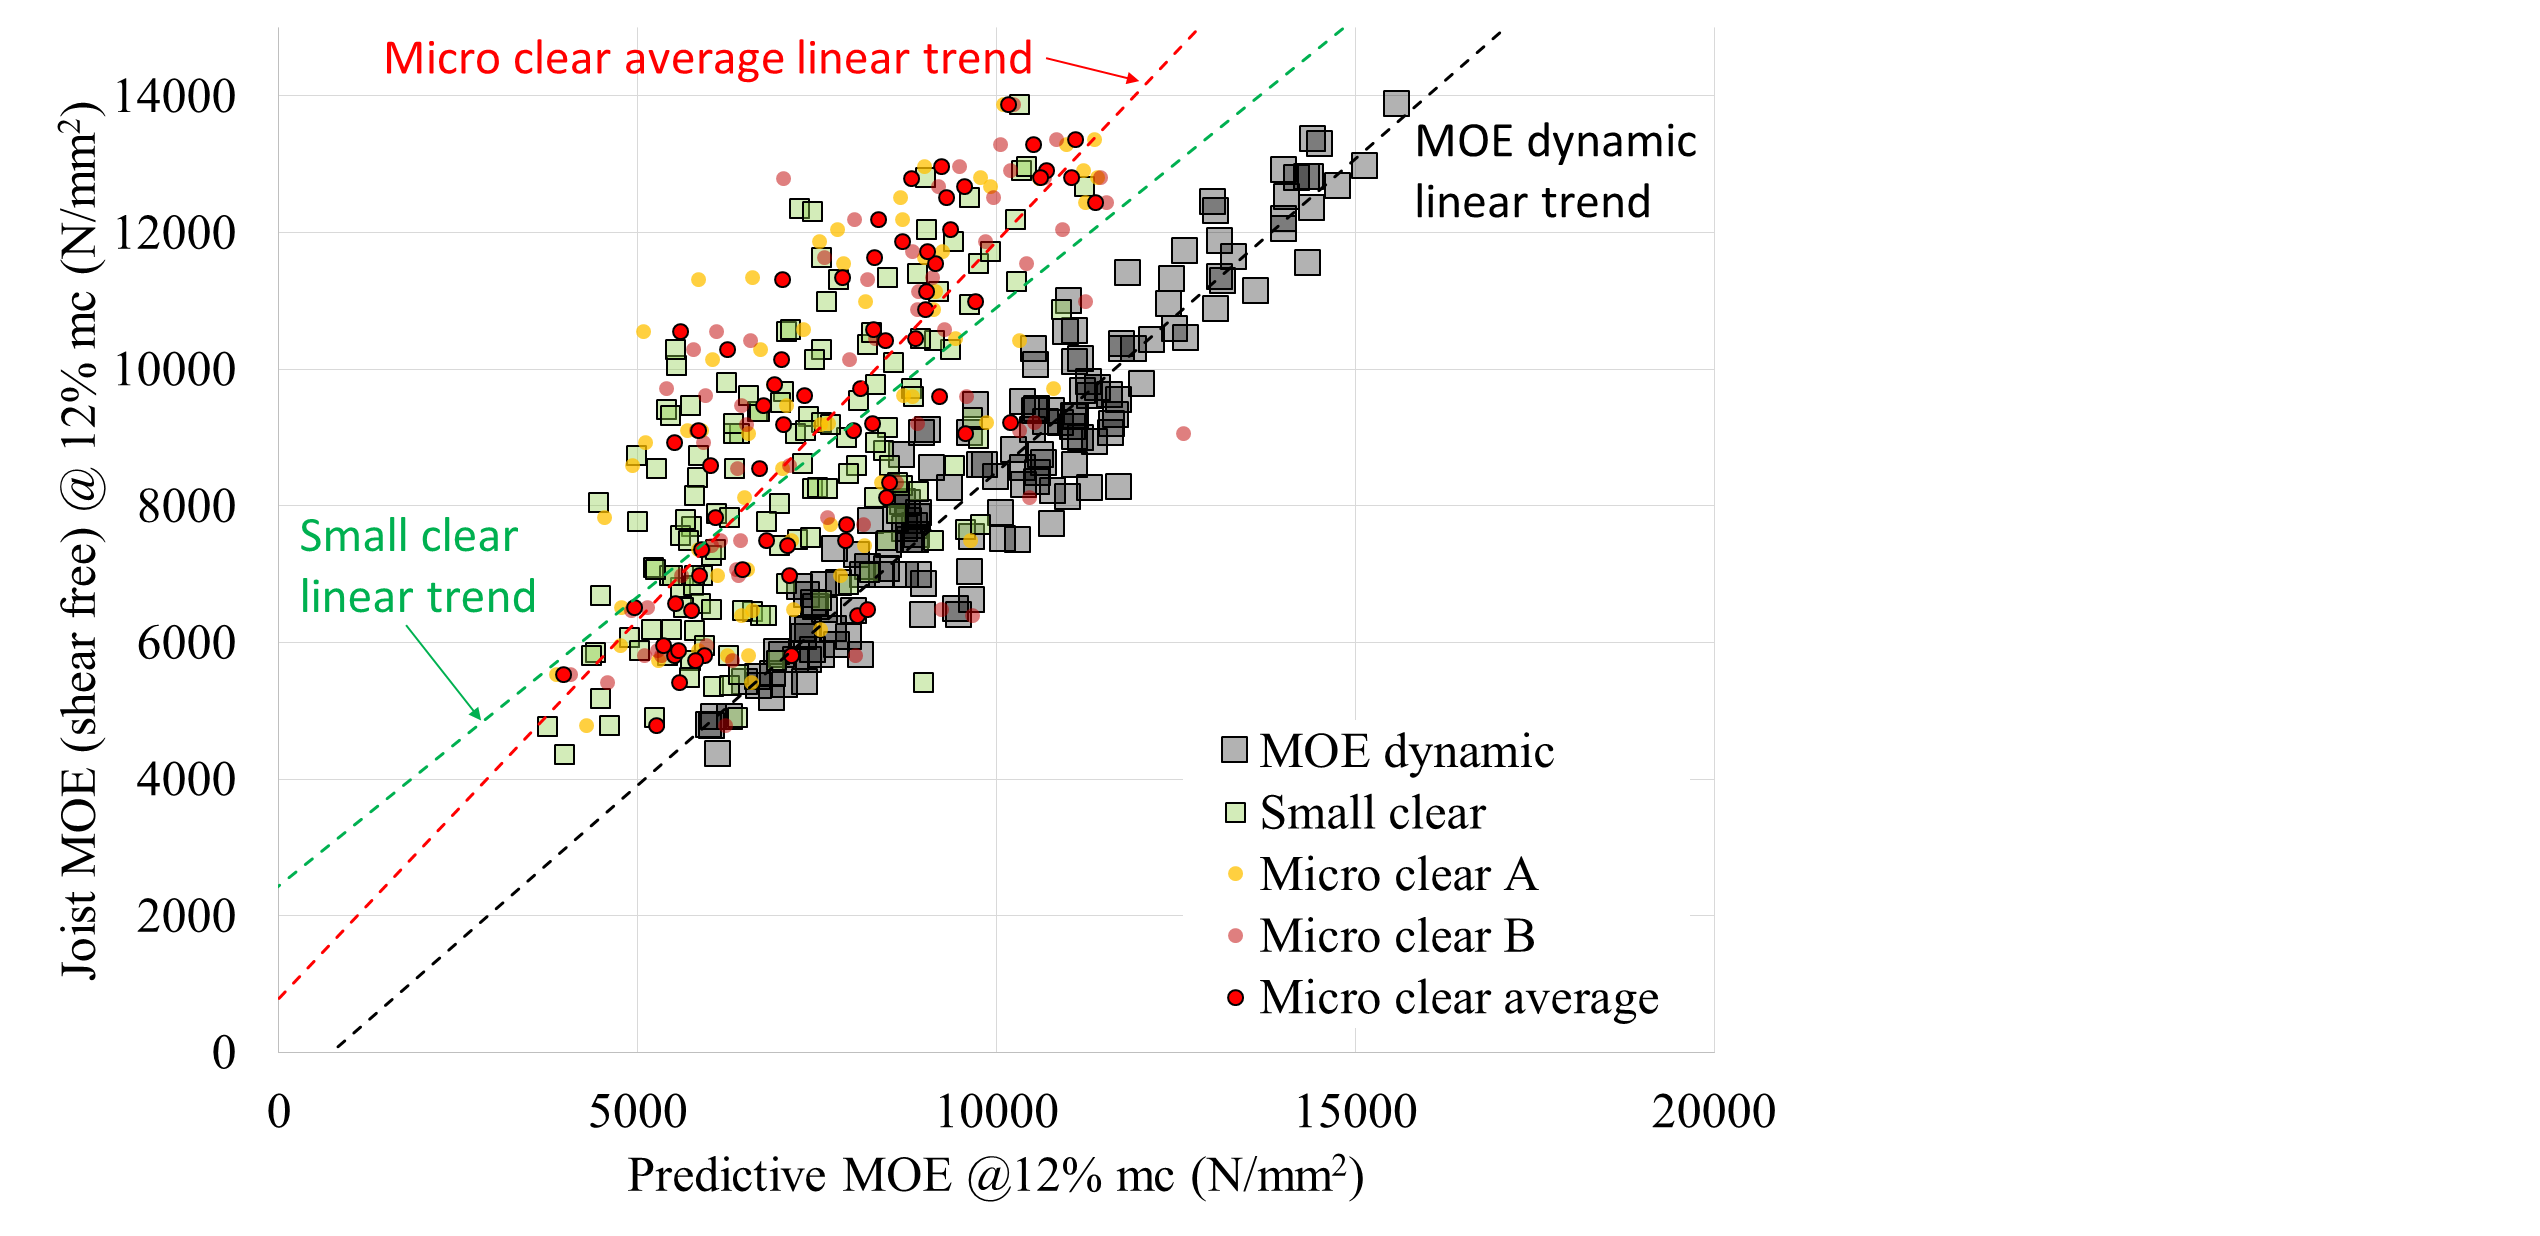 Micro clear average linear trend
MOE dynamic
linear trend
Small clear
linear trend
Joist MOE (shear free) @ 12% mc (N/mm²)
14000
12000
10000
8000
6000
4000
2000
0
MOE dynamic
Small clear
Micro clear A
Micro clear B
Micro clear average
0 5000 10000 15000 20000
Predictive MOE @12% mc (N/mm²)